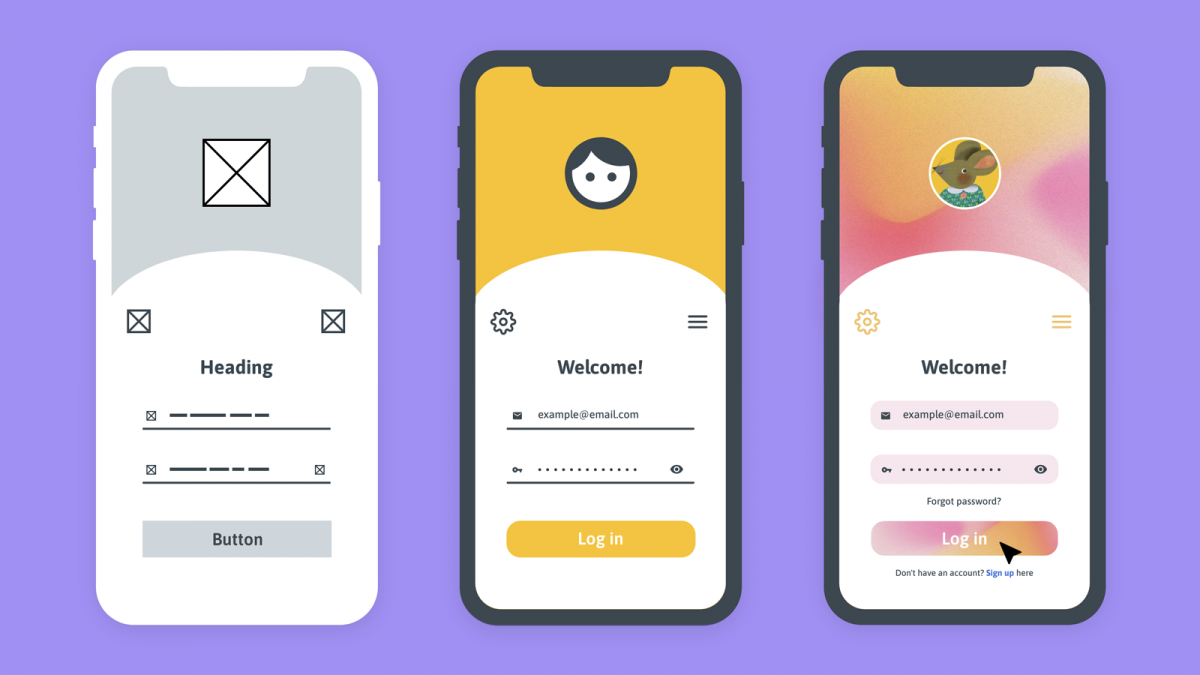 Heading
Button
Welcome!
example@email.com
Log in
Welcome!
example@email.com
Forgot password?
Log in
Don't have an account? Sign up here